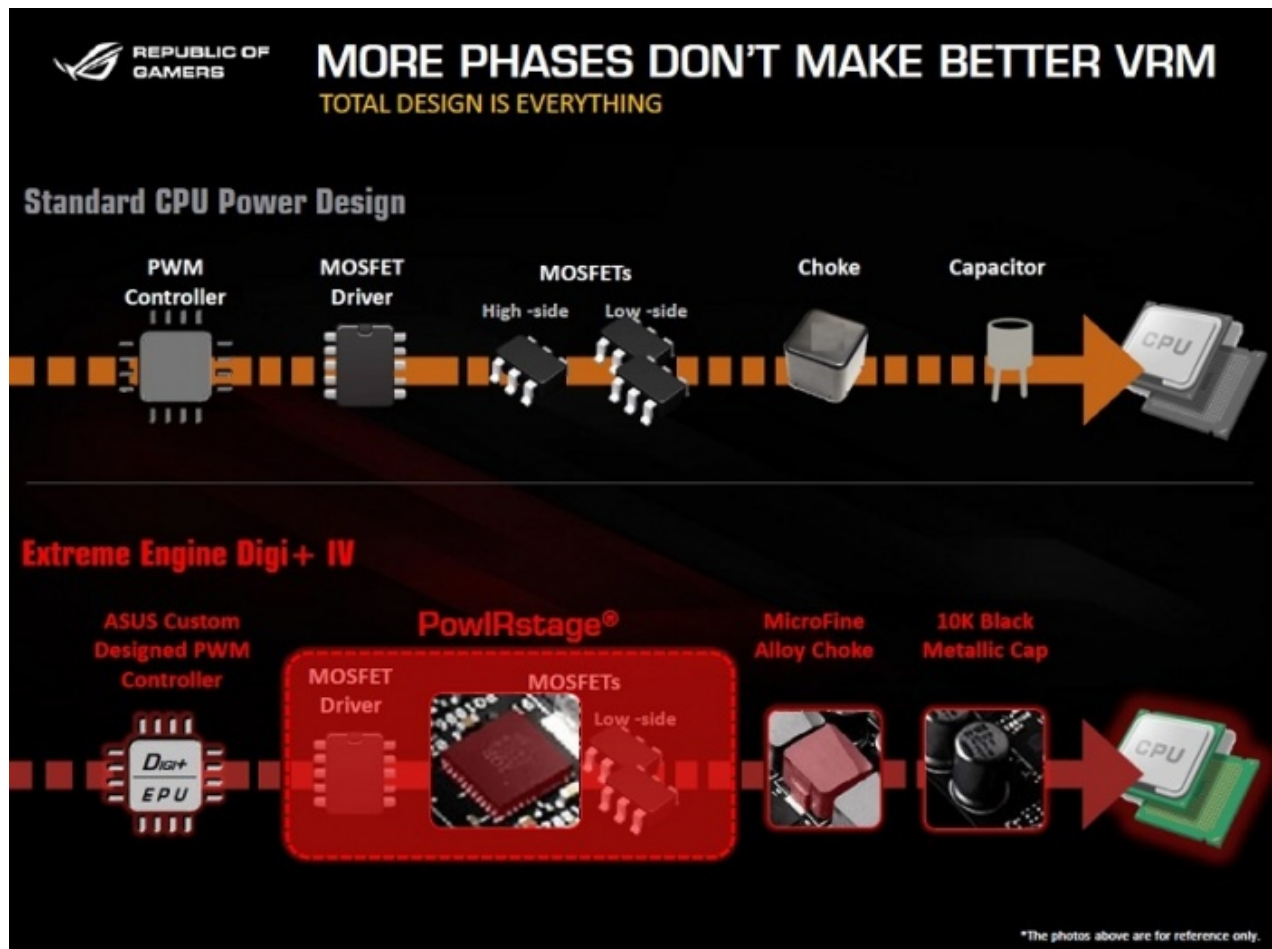 REPUBLIC OF
GAMERS
MORE PHASES DON'T MAKE BETTER VRM
TOTAL DESIGN IS EVERYTHING
Standard CPU Power Design
PWM
Controller
MOSFET
Driver
MOSFETs
High -side
Low -side
Choke
Capacitor
CPU
Extreme Engine Digi+ IV
ASUS Custom
Designed PWM
Controller
PowIRstage®
MOSFET
Driver
MOSFETs
Low -side
MicroFine
Alloy Choke
10K Black
Metallic Cap
DIGI+
EPU
CPU
*The photos above are for reference only.